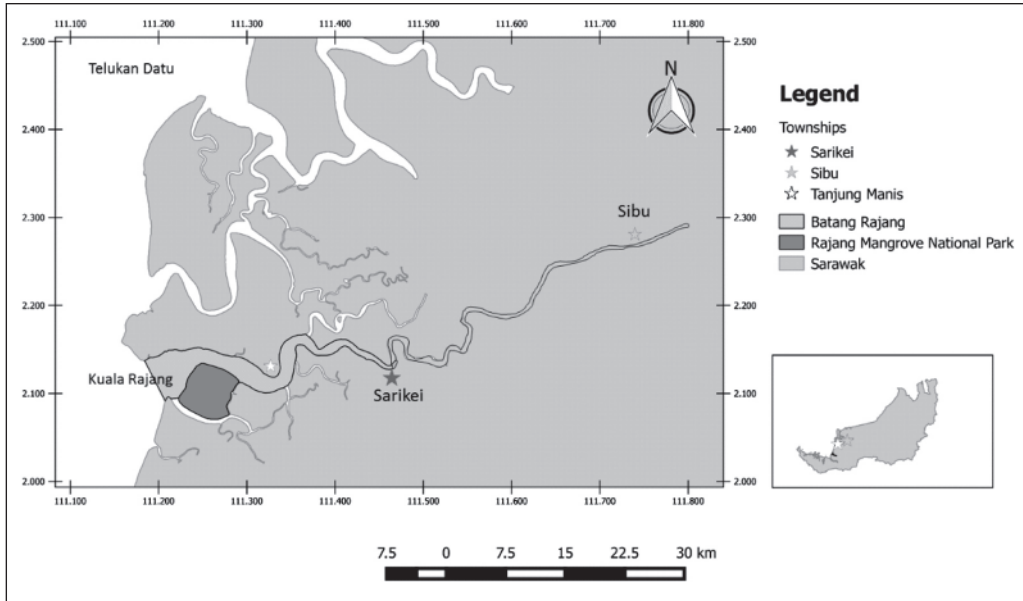 111.100 111.200 111.300 111.400 111.500 111.600 111.700 111.800
2.500 2.500
Telukan Datu
N
2.400 2.400
2.300 2.300
Sibu
2.200 2.200
Kuala Rajang
2.100 2.100
Sarikei
2.000 2.000
111.100 111.200 111.300 111.400 111.500 111.600 111.700 111.800
Legend
Townships
Sarikei
Sibu
Tanjung Manis
Batang Rajang
Rajang Mangrove National Park
Sarawak
7.5 0 7.5 15 22.5 30 km